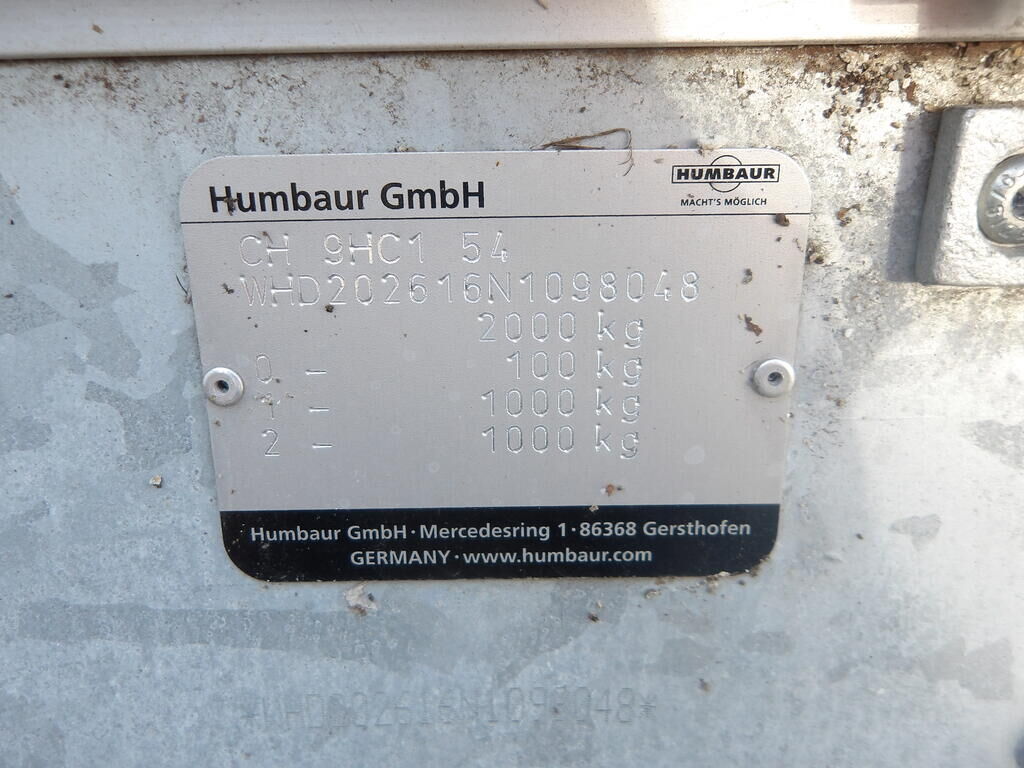 Humbaur GmbH
HUMBAUR
MACHT'S MÖGLICH
CH 9HC1 54
WHD202616N1098048
2000 kg
0 - 100 kg
1 - 1000 kg
2 - 1000 kg
Humbaur GmbH · Mercedesring 1 · 86368 Gersthofen
GERMANY · www.humbaur.com
*WHD202616N1098048*